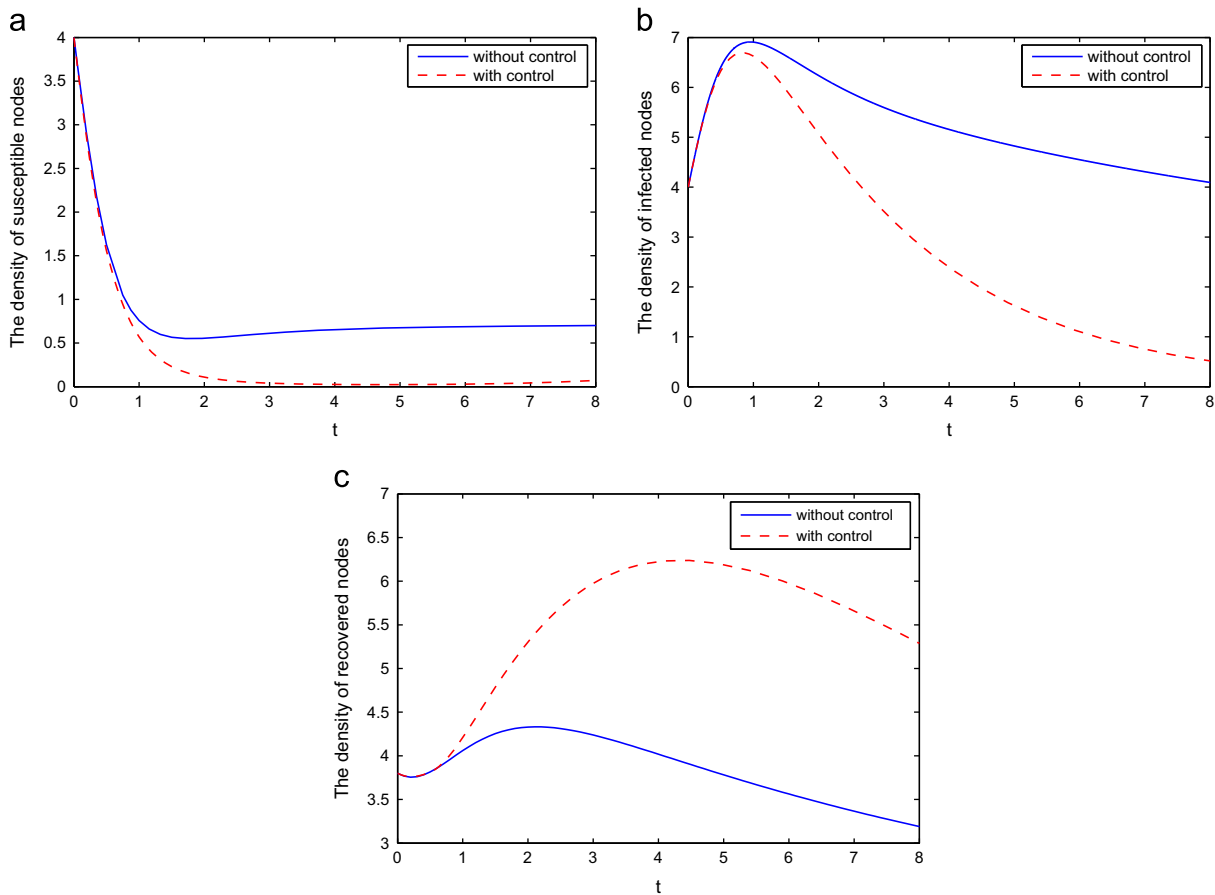 a
The density of susceptible nodes
4
3.5
3
2.5
2
1.5
1
0.5
0
0 1 2 3 4 5 6 7 8
t
without control
with control
b
The density of infected nodes
7
6
5
4
3
2
1
0
0 1 2 3 4 5 6 7 8
t
without control
with control
c
The density of recovered nodes
7
6.5
6
5.5
5
4.5
4
3.5
3
0 1 2 3 4 5 6 7 8
t
without control
with control